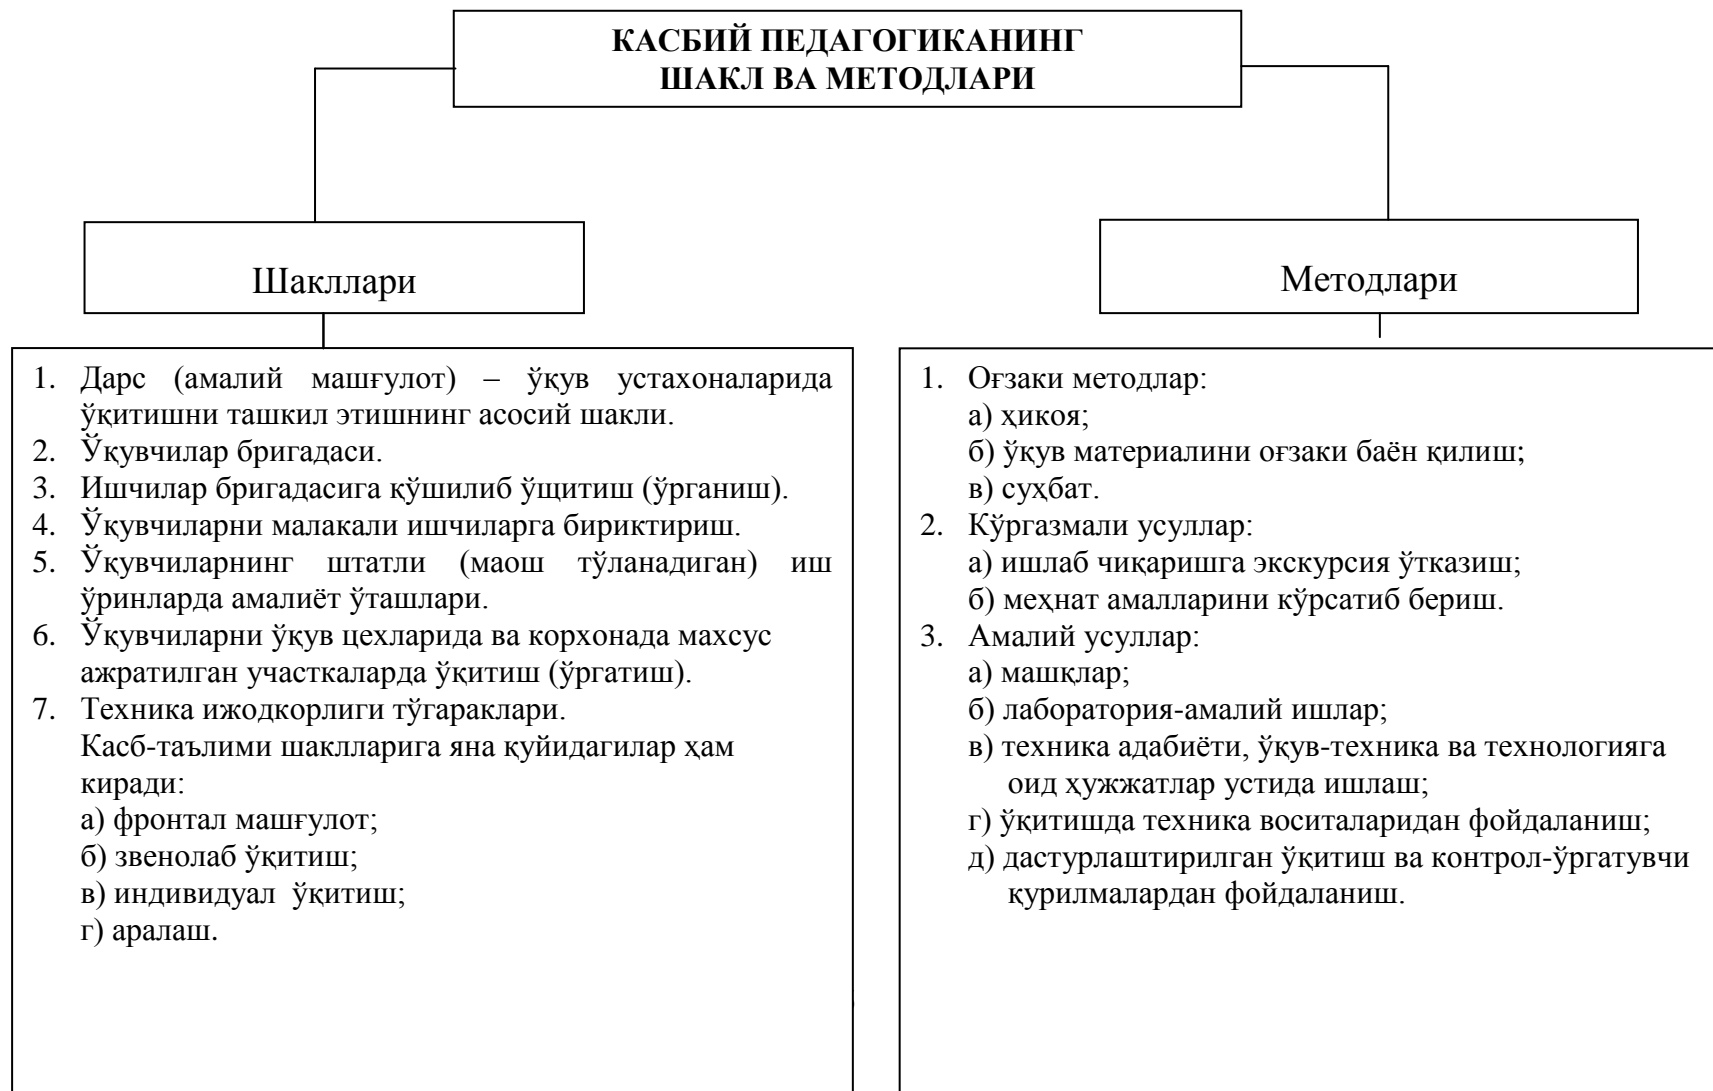 КАСБИЙ ПЕДАГОГИКАНИНГ
ШАКЛ ВА МЕТОДЛАРИ
Шакллари
1. Дарс (амалий машғулот) – ўқув устахоналарида
ўқитишни ташкил этишнинг асосий шакли.
2. Ўқувчилар бригадаси.
3. Ишчилар бригадасига қўшилиб ўщитиш (ўрганиш).
4. Ўқувчиларни малакали ишчиларга бириктириш.
5. Ўқувчиларнинг штатли (маош тўланадиган) иш
ўринларда амалиёт ўташлари.
6. Ўқувчиларни ўқув цехларида ва корхонада махсус
ажратилган участкаларда ўқитиш (ўргатиш).
7. Техника ижодкорлиги тўгараклари.
Касб-таълими шаклларига яна қуйидагилар ҳам
киради:
а) фронтал машғулот;
б) звенолаб ўқитиш;
в) индивидуал ўқитиш;
г) аралаш.
Методлари
1. Оғзаки методлар:
а) ҳикоя;
б) ўқув материалини оғзаки баён қилиш;
в) суҳбат.
2. Кўргазмали усуллар:
а) ишлаб чиқаришга экскурсия ўтказиш;
б) меҳнат амалларини кўрсатиб бериш.
3. Амалий усуллар:
а) машқлар;
б) лаборатория-амалий ишлар;
в) техника адабиёти, ўқув-техника ва технологияга
оид ҳужжатлар устида ишлаш;
г) ўқитишда техника воситаларидан фойдаланиш;
д) дастурлаштирилган ўқитиш ва контрол-ўргатувчи
қурилмалардан фойдаланиш.